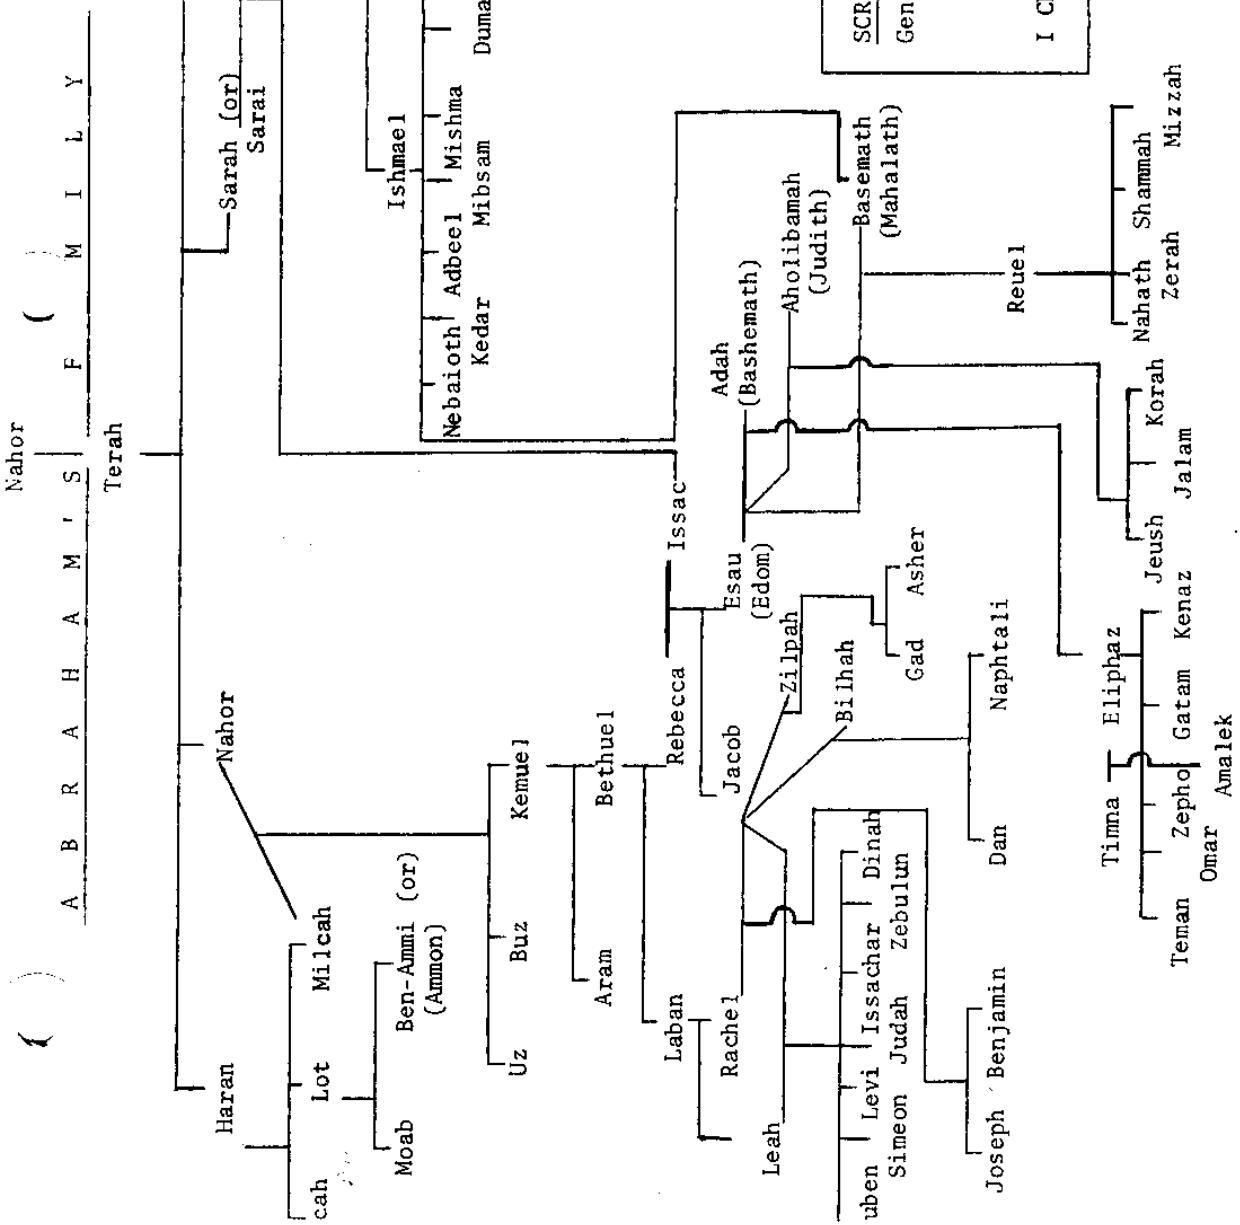 Nahor
A B R A H A M ' S F M I L Y
Terah
Haran Nahor Sarah (or)
Sarai
cah Lot Milcah
Moab Ben-Ammi (or)
(Ammon)
Ishmael
Nebaioth Adbeel Mishma
Kedar Mibsam Duma
Uz Buz Kemuel
Aram Bethuel
Laban Rebecca Issac
Rachel Jacob Esau
(Edom)
Adah
(Bashemath)
Leah Zilpah Aholibamah
(Judith)
Bilhah Basemath
(Mahalath)
SCR
Gen
I C
uben Levi Issachar Dinah
Simeon Judah Zebulun
Gad Asher
Joseph Benjamin
Dan Naphtali
Reuel
Nahath Shammah
Zerah Mizzah
Timna Eliphaz
Jeush Korah
Jalam
Teman Zepho Gatam Kenaz
Omar Amalek